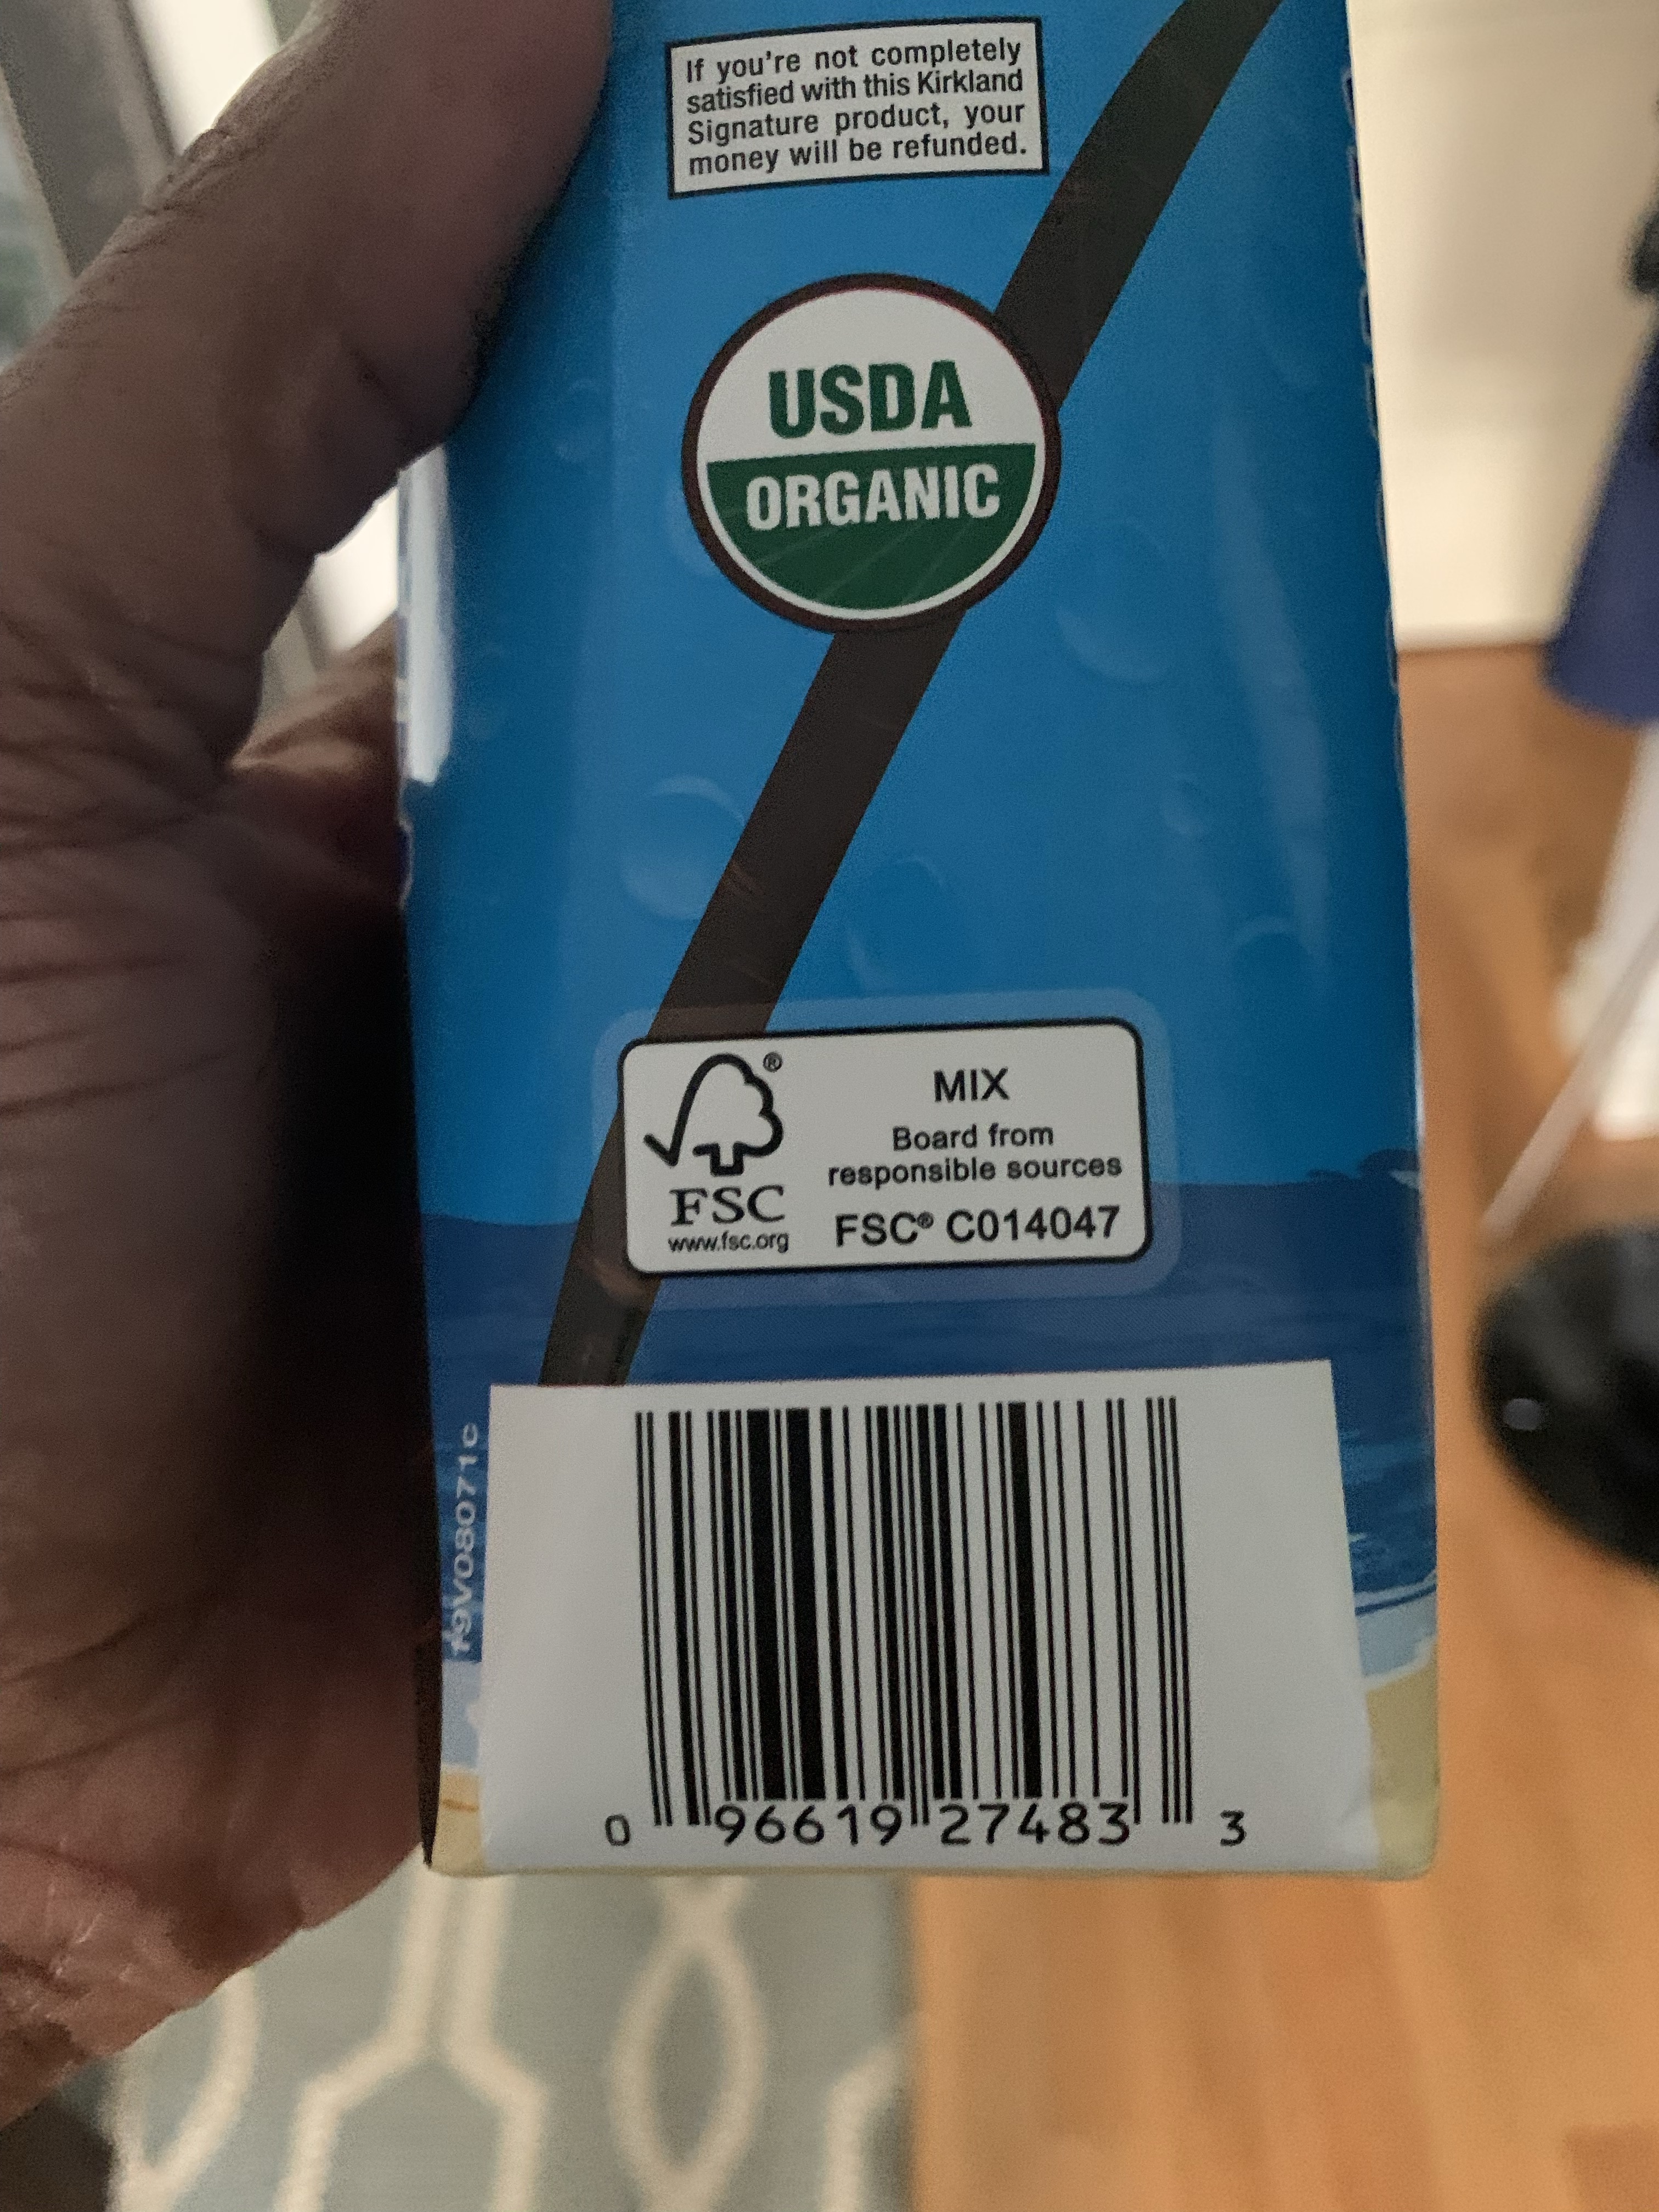 If you're not completely
satisfied with this Kirkland
Signature product, your
money will be refunded.
USDA
ORGANIC
®
MIX
Board from
responsible sources
FSC
www.fsc.org
FSC® C014047
f9V08071c
0 96619 27483 3